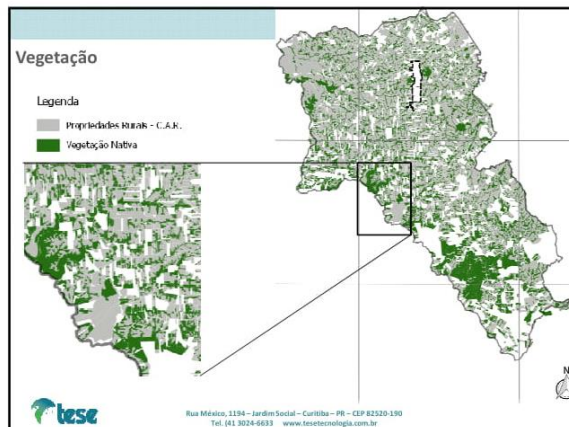 Vegetação
Legenda
Propriedades Rurais - C.A.R.
Vegetação Nativa
N
tese
Rua México, 1194 – Jardim Social – Curitiba – PR – CEP 82520-190
Tel. (41 3024-6633 www.tesetecnologia.com.br